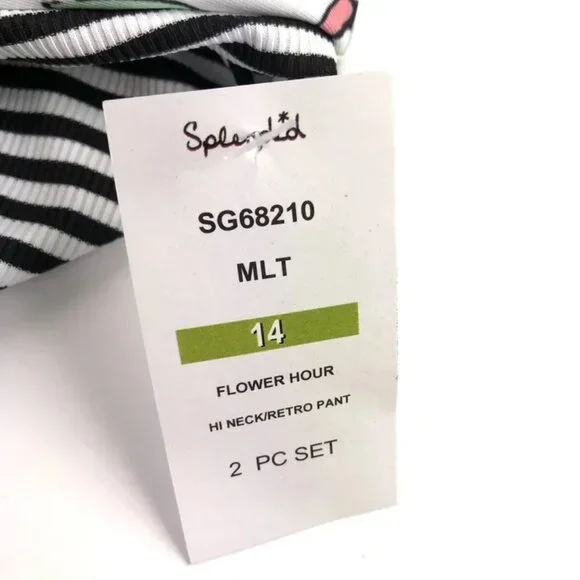 Splendid
SG68210
MLT
14
FLOWER HOUR
HI NECK/RETRO PANT
2 PC SET